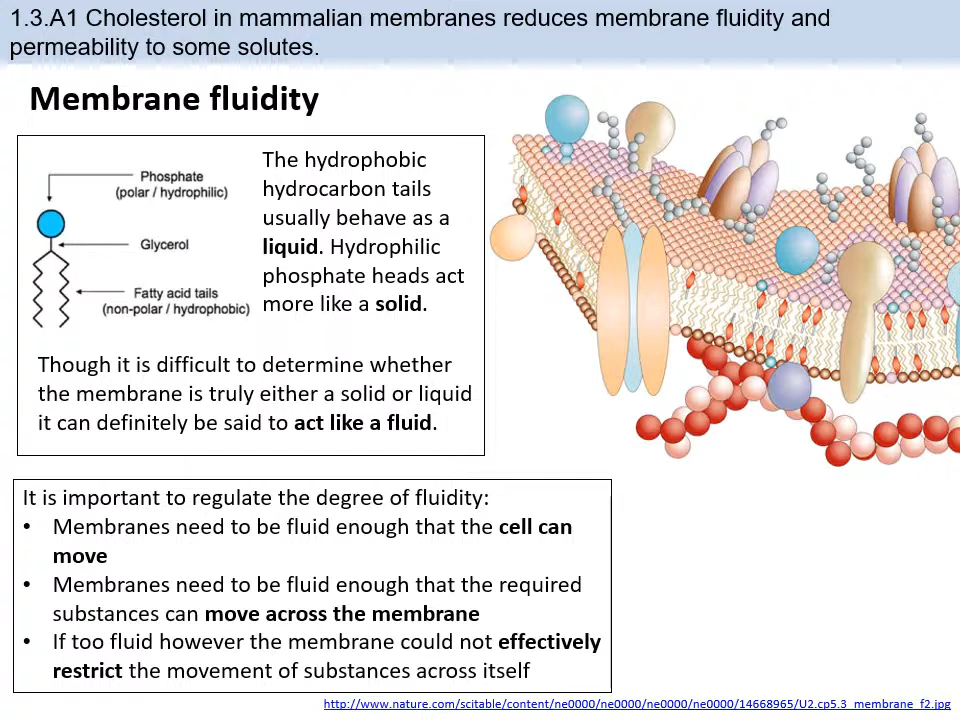 1.3.A1 Cholesterol in mammalian membranes reduces membrane fluidity and
permeability to some solutes.
Membrane fluidity
Phosphate
(polar / hydrophilic)
Glycerol
Fatty acid tails
(non-polar / hydrophobic)
The hydrophobic
hydrocarbon tails
usually behave as a
liquid. Hydrophilic
phosphate heads act
more like a solid.
Though it is difficult to determine whether
the membrane is truly either a solid or liquid
it can definitely be said to act like a fluid.
It is important to regulate the degree of fluidity:
• Membranes need to be fluid enough that the cell can
move
• Membranes need to be fluid enough that the required
substances can move across the membrane
• If too fluid however the membrane could not effectively
restrict the movement of substances across itself
http://www.nature.com/scitable/content/ne0000/ne0000/ne0000/ne0000/14668965/U2.cp5.3_membrane_f2.jpg